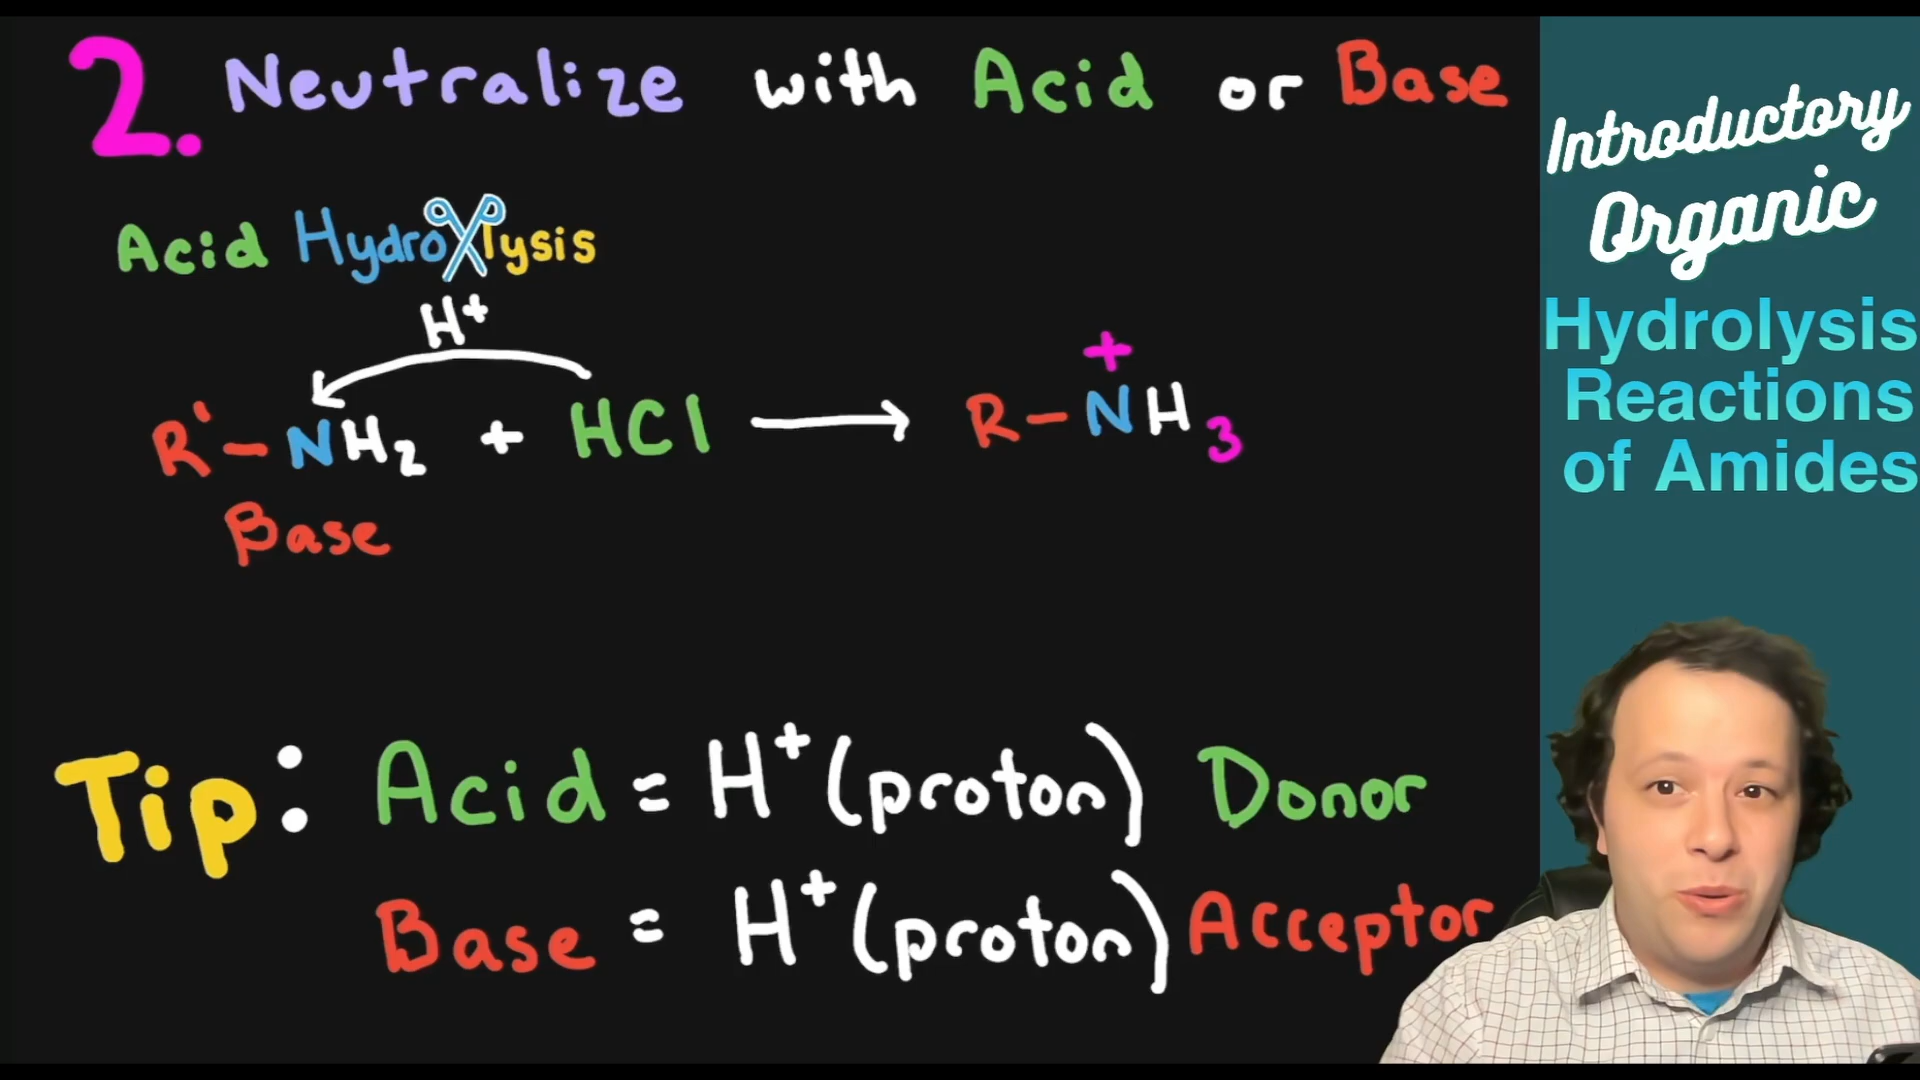 2. Neutralize with Acid or Base
Acid Hydrolysis
H⁺
R'-NH₂ + HCl → R-N⁺H₃
Base
Tip: Acid = H⁺(proton) Donor
Base = H⁺(proton) Acceptor
Introductory
Organic
Hydrolysis
Reactions
of Amides